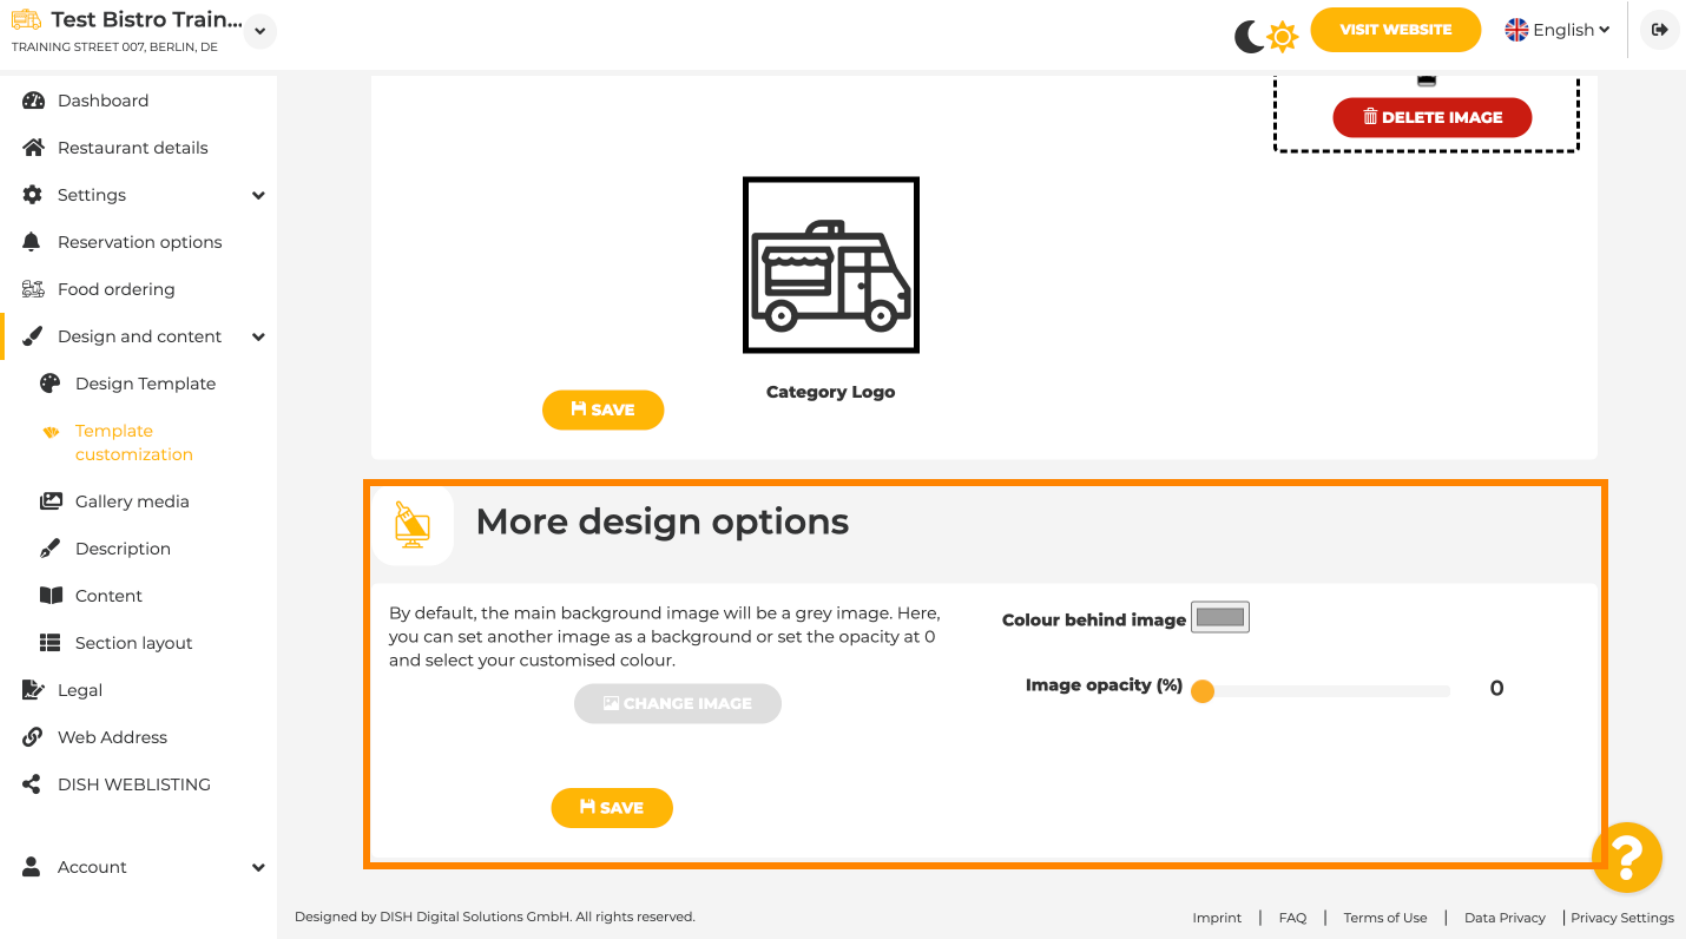 Test Bistro Train...
TRAINING STREET 007, BERLIN, DE
VISIT WEBSITE
English
Dashboard
Restaurant details
Settings
Reservation options
Food ordering
Design and content
Design Template
Template
customization
Gallery media
Description
Content
Section layout
Legal
Web Address
DISH WEBLISTING
Account
DELETE IMAGE
Category Logo
SAVE
More design options
By default, the main background image will be a grey image. Here,
you can set another image as a background or set the opacity at 0
and select your customised colour.
CHANGE IMAGE
SAVE
Colour behind image
Image opacity (%)
0
?
Designed by DISH Digital Solutions GmbH. All rights reserved.
Imprint | FAQ | Terms of Use | Data Privacy | Privacy Settings